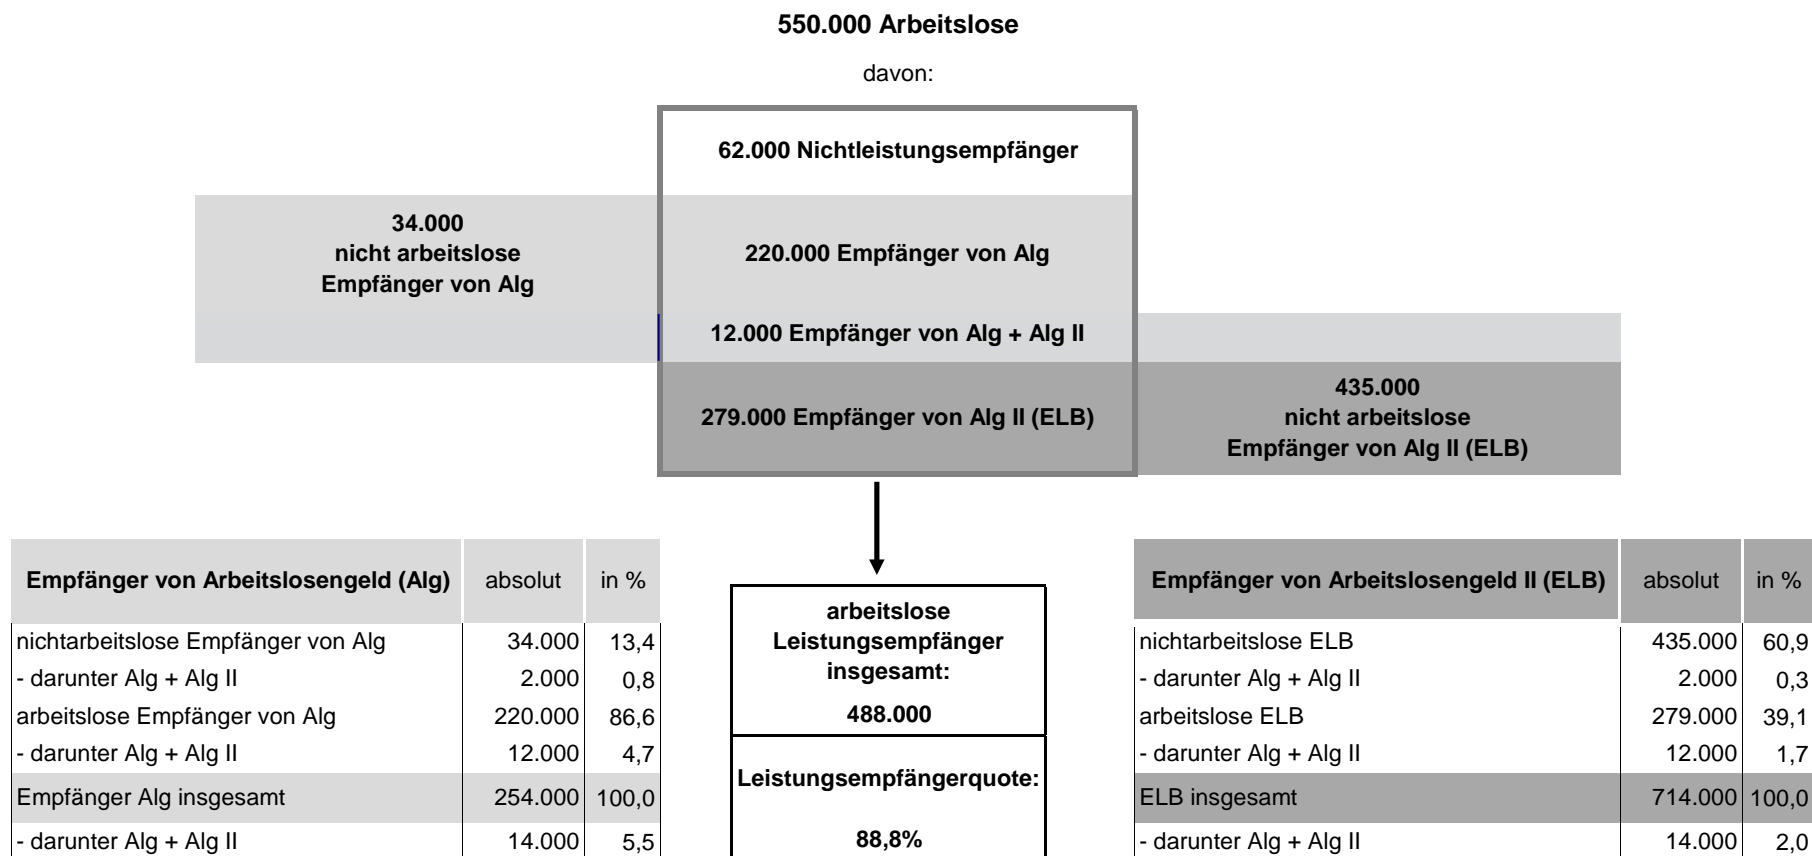 550.000 Arbeitslose
davon:
62.000 Nichtleistungsempfänger
34.000
nicht arbeitslose
Empfänger von Alg
220.000 Empfänger von Alg
12.000 Empfänger von Alg + Alg II
279.000 Empfänger von Alg II (ELB)
435.000
nicht arbeitslose
Empfänger von Alg II (ELB)
Empfänger von Arbeitslosengeld (Alg) absolut in %
nichtarbeitslose Empfänger von Alg 34.000 13,4
- darunter Alg + Alg II 2.000 0,8
arbeitslose Empfänger von Alg 220.000 86,6
- darunter Alg + Alg II 12.000 4,7
Empfänger Alg insgesamt 254.000 100,0
- darunter Alg + Alg II 14.000 5,5
arbeitslose
Leistungsempfänger
insgesamt:
488.000
Leistungsempfängerquote:
88,8%
Empfänger von Arbeitslosengeld II (ELB) absolut in %
nichtarbeitslose ELB 435.000 60,9
- darunter Alg + Alg II 2.000 0,3
arbeitslose ELB 279.000 39,1
- darunter Alg + Alg II 12.000 1,7
ELB insgesamt 714.000 100,0
- darunter Alg + Alg II 14.000 2,0